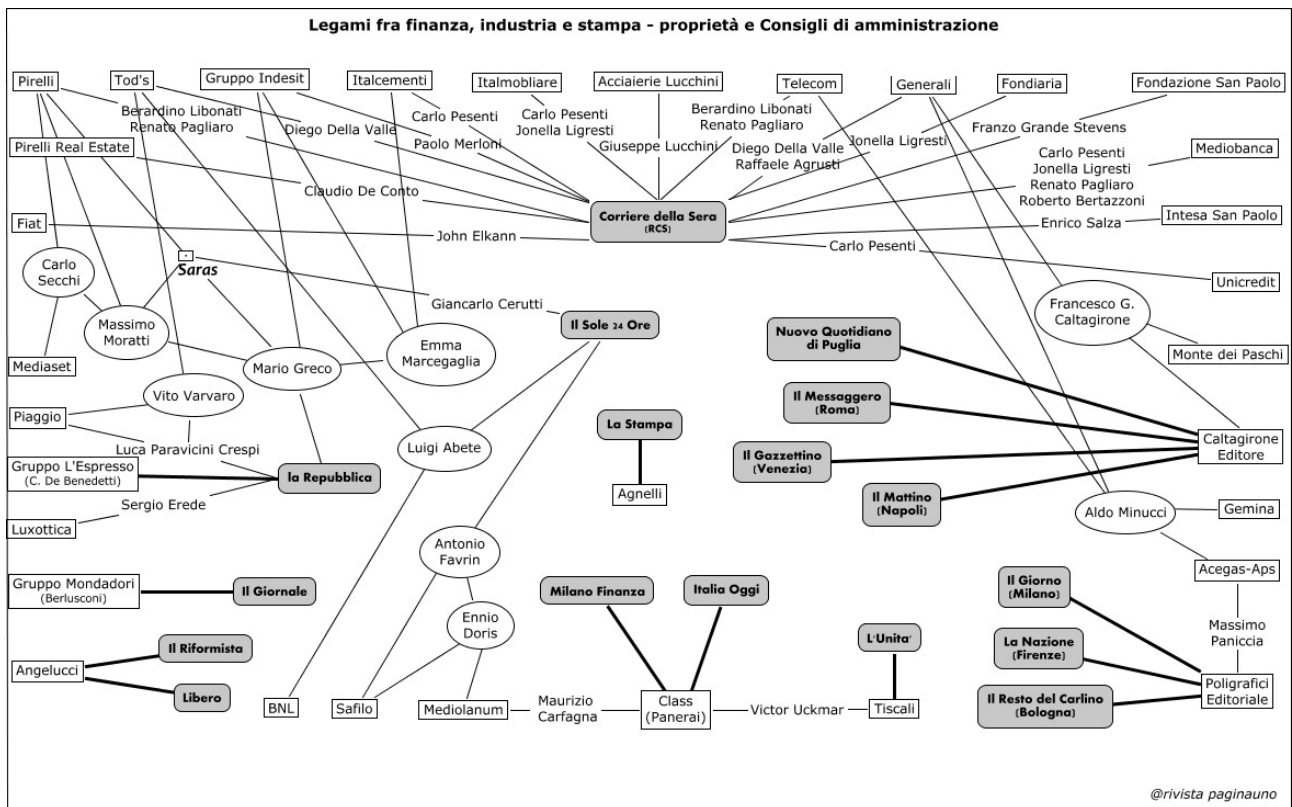 Legami fra finanza, industria e stampa - proprietà e Consigli di amministrazione
Pirelli
Tod's
Gruppo Indesit
Italcementi
Italmobliare
Acciaierie Lucchini
Telecom
Generali
Fondiaria
Fondazione San Paolo
Berardino Libonati
Renato Pagliaro
Diego Della Valle
Carlo Pesenti
Paolo Merloni
Carlo Pesenti
Jonella Ligresti
Giuseppe Lucchini
Berardino Libonati
Renato Pagliaro
Diego Della Valle
Raffaele Agrusti
Jonella Ligresti
Franzo Grande Stevens
Carlo Pesenti
Jonella Ligresti
Renato Pagliaro
Roberto Bertazzoni
Mediobanca
Pirelli Real Estate
Claudio De Conto
Fiat
John Elkann
Corriere della Sera
(RCS)
Enrico Salza
Intesa San Paolo
Carlo Pesenti
Unicredit
Carlo
Secchi
Saras
Giancarlo Cerutti
Massimo
Moratti
Mario Greco
Emma
Marcegaglia
Il Sole 24 Ore
Nuovo Quotidiano
di Puglia
Francesco G.
Caltagirone
Monte dei Paschi
Mediaset
Vito Varvaro
Piaggio
Luca Paravicini Crespi
Luigi Abete
La Stampa
Il Messaggero
(Roma)
Il Gazzettino
(Venezia)
Caltagirone
Editore
Gruppo L'Espresso
(C. De Benedetti)
la Repubblica
Agnelli
Il Mattino
(Napoli)
Sergio Erede
Luxottica
Aldo Minucci
Gemina
Antonio
Favrin
Acegas-Aps
Gruppo Mondadori
(Berlusconi)
Il Giornale
Milano Finanza
Italia Oggi
Il Giorno
(Milano)
Ennio
Doris
Massimo
Paniccia
Il Riformista
L'Unita'
La Nazione
(Firenze)
Angelucci
Libero
Poligrafici
Editoriale
Il Resto del Carlino
(Bologna)
BNL
Safilo
Mediolanum
Maurizio
Carfagna
Class
(Panerai)
Victor Uckmar
Tiscali
@rivista paginauno